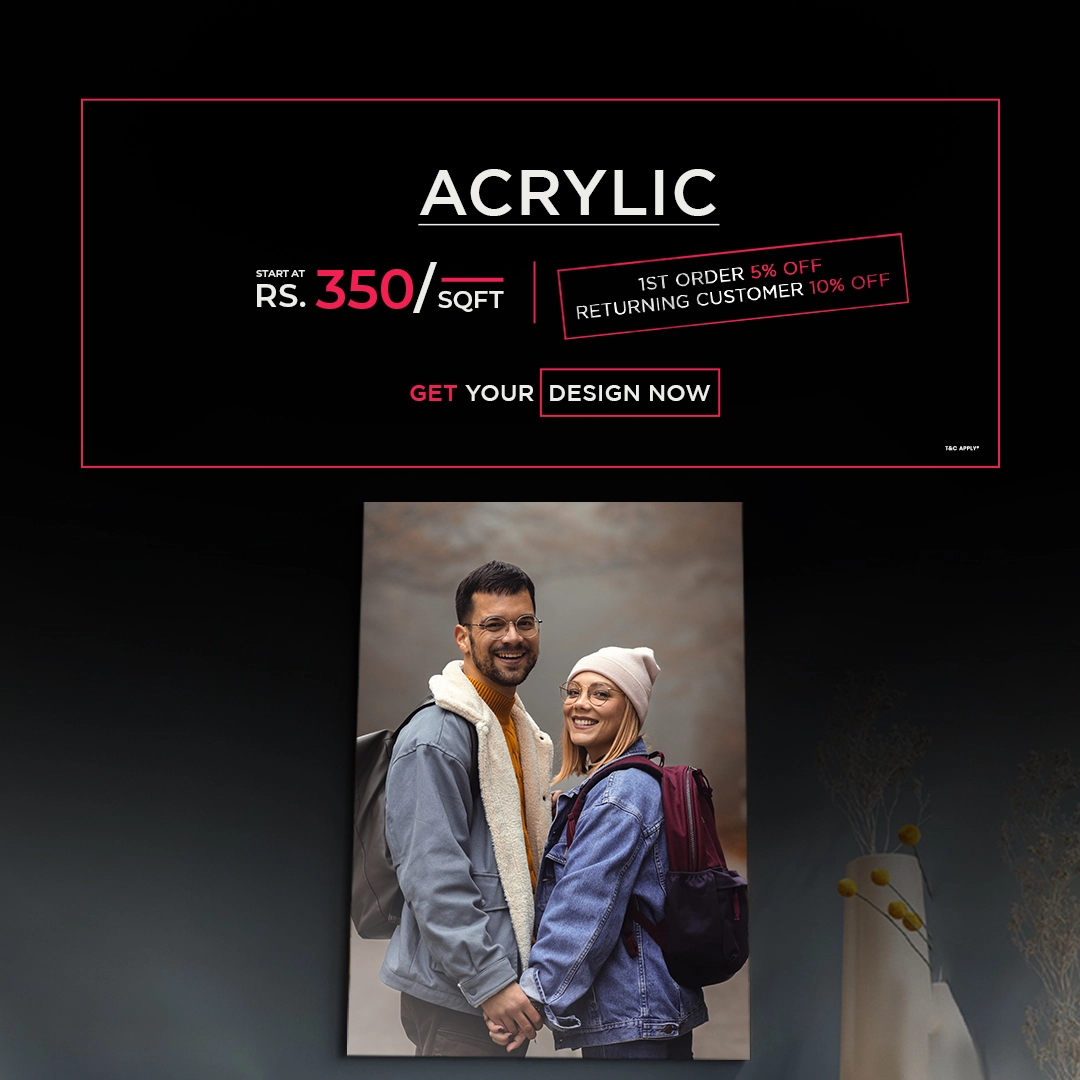 ACRYLIC
START AT
RS. 350/SQFT
1ST ORDER 5% OFF
RETURNING CUSTOMER 10% OFF
GET YOUR DESIGN NOW
T&C APPLY*